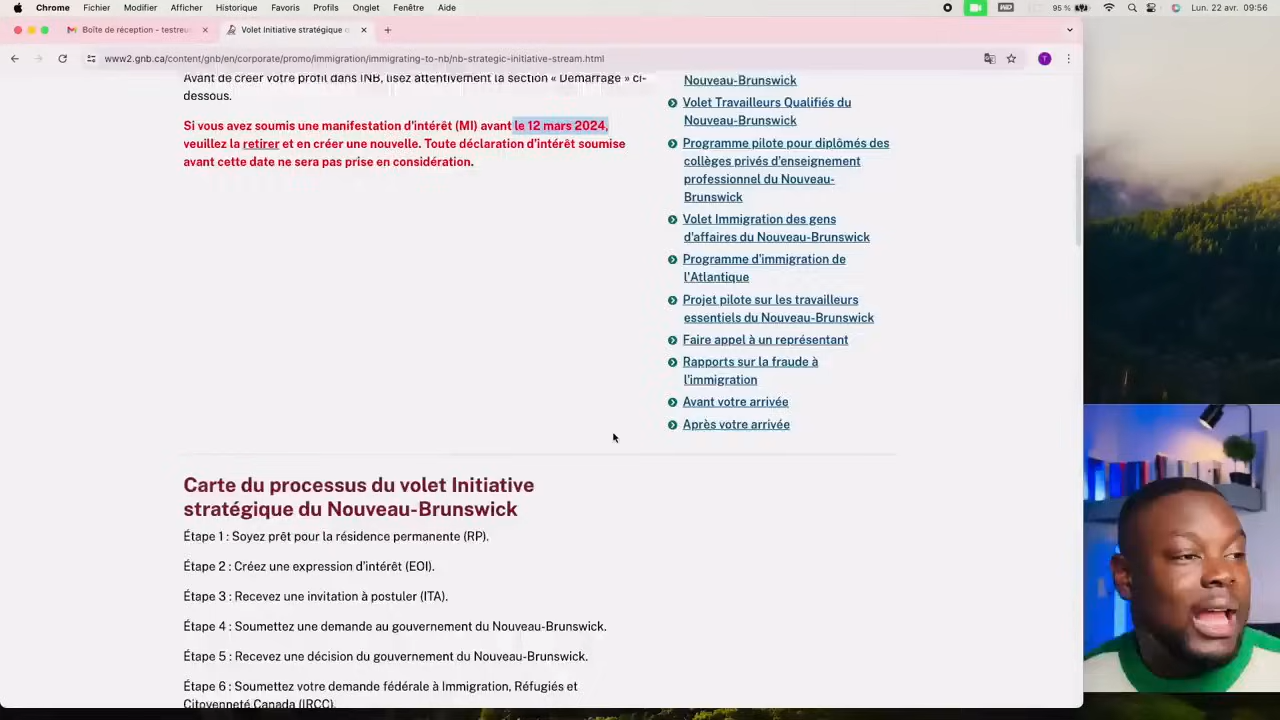 Chrome Fichier Modifier Afficher Historique Favoris Profils Onglet Fenêtre Aide 95 % Lun. 22 avr. 09:56
Boîte de réception - testreus Volet Initiative stratégique d
www2.gnb.ca/content/gnb/en/corporate/promo/immigration/immigrating-to-nb/nb-strategic-initiative-stream.html T
Avant de créer votre profil dans INB, lisez attentivement la section « Démarrage » ci-
dessous.
Si vous avez soumis une manifestation d'intérêt (MI) avant le 12 mars 2024,
veuillez la retirer et en créer une nouvelle. Toute déclaration d'intérêt soumise
avant cette date ne sera pas prise en considération.
Nouveau-Brunswick
Volet Travailleurs Qualifiés du
Nouveau-Brunswick
Programme pilote pour diplômés des
collèges privés d'enseignement
professionnel du Nouveau-
Brunswick
Volet Immigration des gens
d'affaires du Nouveau-Brunswick
Programme d'immigration de
l'Atlantique
Projet pilote sur les travailleurs
essentiels du Nouveau-Brunswick
Faire appel à un représentant
Rapports sur la fraude à
l'immigration
Avant votre arrivée
Après votre arrivée
Carte du processus du volet Initiative
stratégique du Nouveau-Brunswick
Étape 1 : Soyez prêt pour la résidence permanente (RP).
Étape 2 : Créez une expression d'intérêt (EOI).
Étape 3 : Recevez une invitation à postuler (ITA).
Étape 4 : Soumettez une demande au gouvernement du Nouveau-Brunswick.
Étape 5 : Recevez une décision du gouvernement du Nouveau-Brunswick.
Étape 6 : Soumettez votre demande fédérale à Immigration, Réfugiés et
Citoyenneté Canada (IRCC).